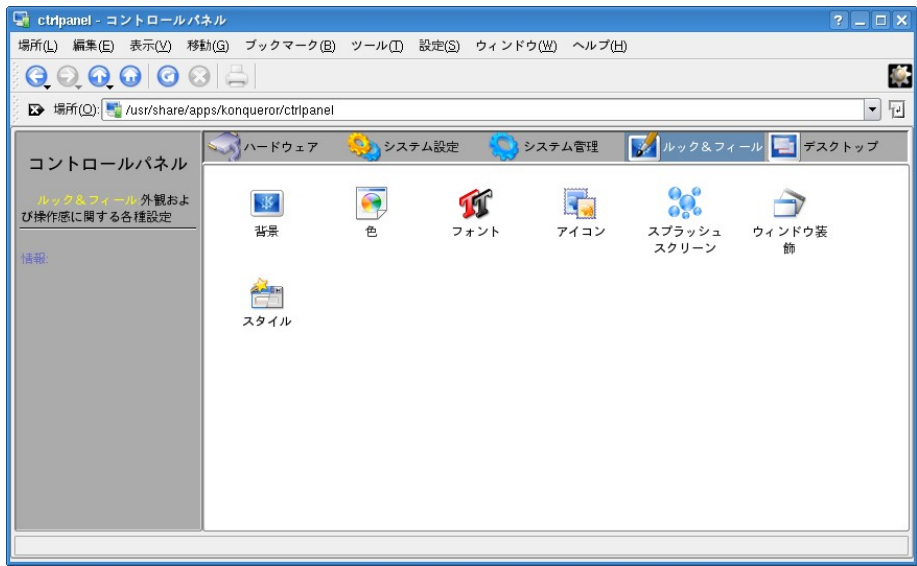 ctrlpanel - コントロールパネル
場所(L) 編集(E) 表示(V) 移動(G) ブックマーク(B) ツール(T) 設定(S) ウィンドウ(W) ヘルプ(H)
場所(O): /usr/share/apps/konqueror/ctrlpanel
コントロールパネル
ルック&フィール:外観およ
び操作感に関する各種設定
情報:
ハードウェア システム設定 システム管理 ルック&フィール デスクトップ
背景 色 フォント アイコン スプラッシュ ウィンドウ装
スクリーン 飾
スタイル